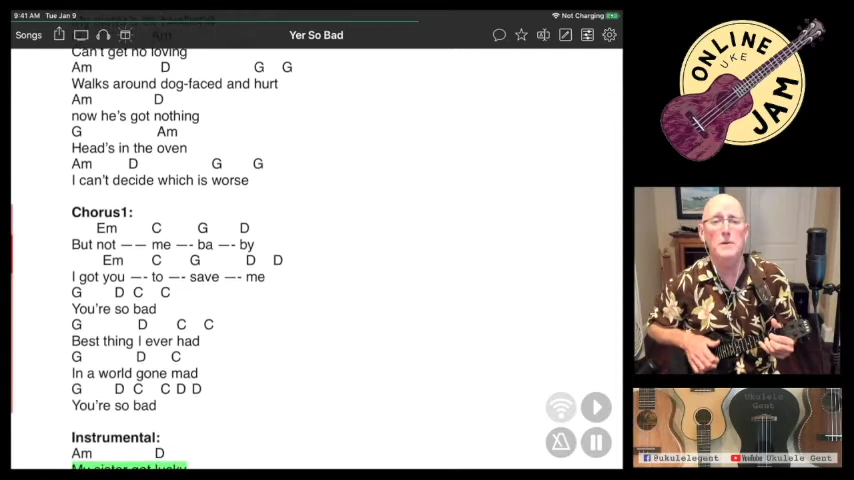 9:41 AM Tue Jan 9
Not Charging
Songs
Yer So Bad
Am
Can't get no loving
Am D G G
Walks around dog-faced and hurt
Am D
now he's got nothing
G Am
Head's in the oven
Am D G G
I can't decide which is worse
Chorus1:
Em C G D
But not –– –– me –- ba –- by
Em C G D D
I got you –-- to –- save –- me
G D C C
You're so bad
G D C C
Best thing I ever had
G D C
In a world gone mad
G D C C D D
You're so bad
Instrumental:
Am D
My sister got lucky
ONLINE
UKE
JAM
Ukulele
Gent
@ukulelegent
Ukulele Gent